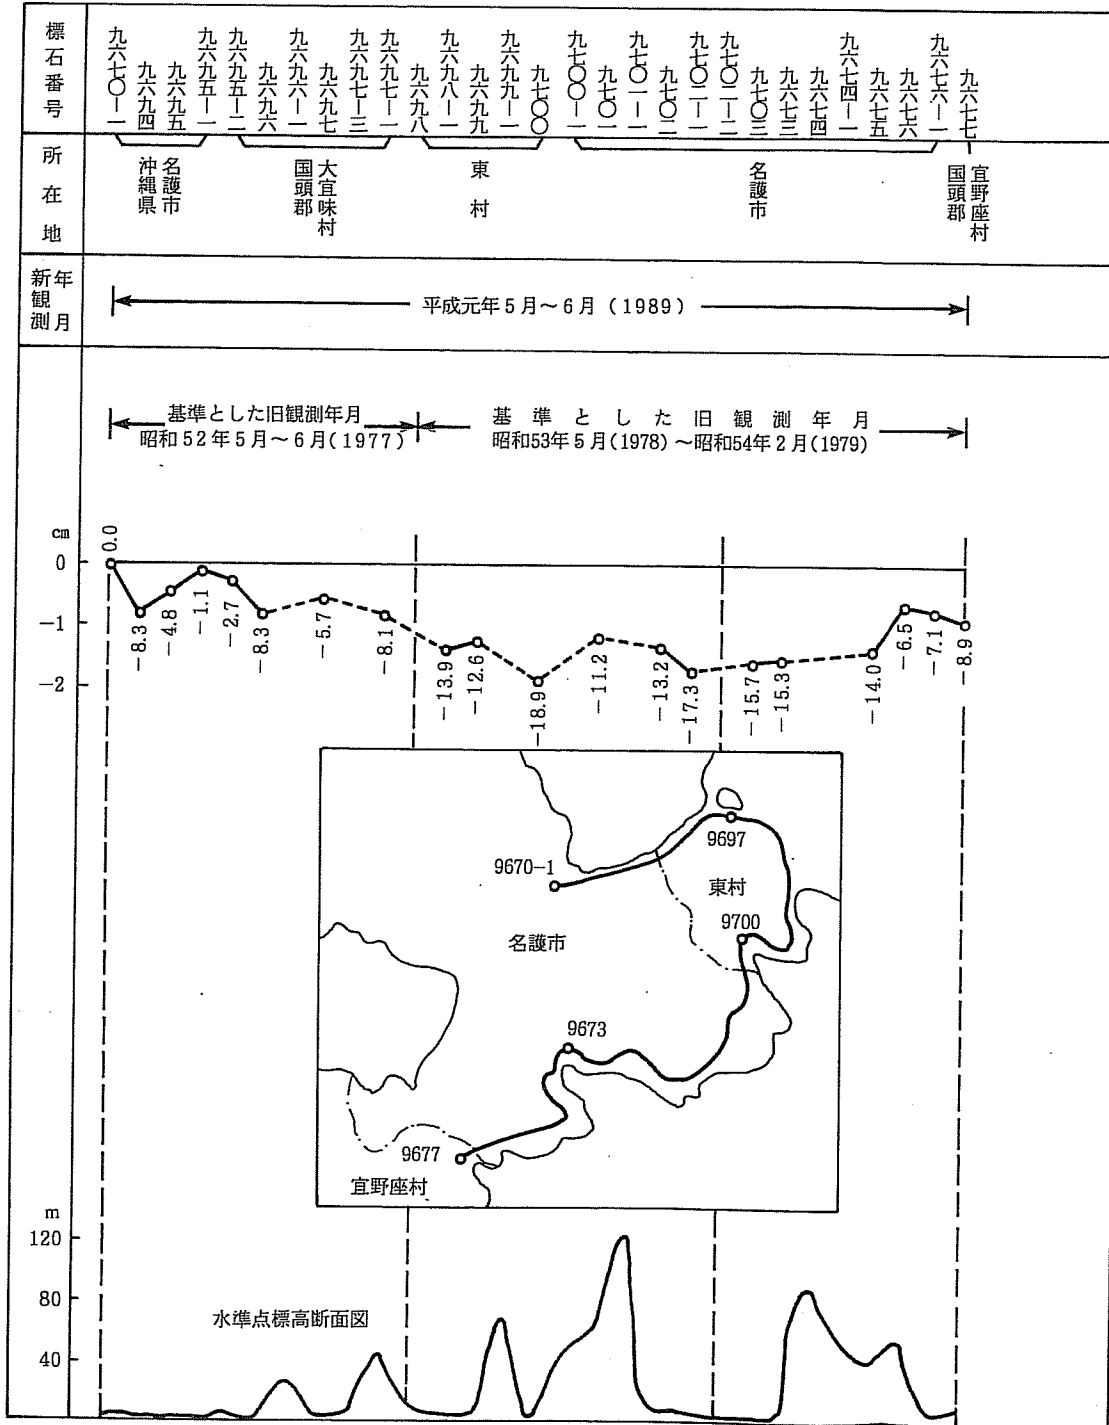 標石番号
九六七〇―一
九六九四
九六九五
九六九五―一
九六九五―二
九六九六
九六九六―一
九六九七
九六九七―三
九六九七―一
九六九八
九六九八―一
九六九九
九六九九―一
九七〇〇
九七〇〇―一
九七〇一
九七〇一―一
九七〇二
九七〇二―一
九七〇二―二
九七〇三
九六七三
九六七四
九六七四―一
九六七五
九六七六
九六七六―一
九六七七
所在地
名護市
沖縄県
大宜味村
国頭郡
東村
名護市
宜野座村
国頭郡
新観測年月
平成元年5月～6月(1989)
基準とした旧観測年月
昭和52年5月～6月(1977)
基準とした旧観測年月
昭和53年5月(1978)～昭和54年2月(1979)
cm
0
-1
-2
0.0
-8.3
-4.8
-1.1
-2.7
-8.3
-5.7
-8.1
-13.9
-12.6
-18.9
-11.2
-13.2
-17.3
-15.7
-15.3
-14.0
-6.5
-7.1
-8.9
9697
9670-1
東村
9700
名護市
9673
9677
宜野座村
m
120
80
40
水準点標高断面図